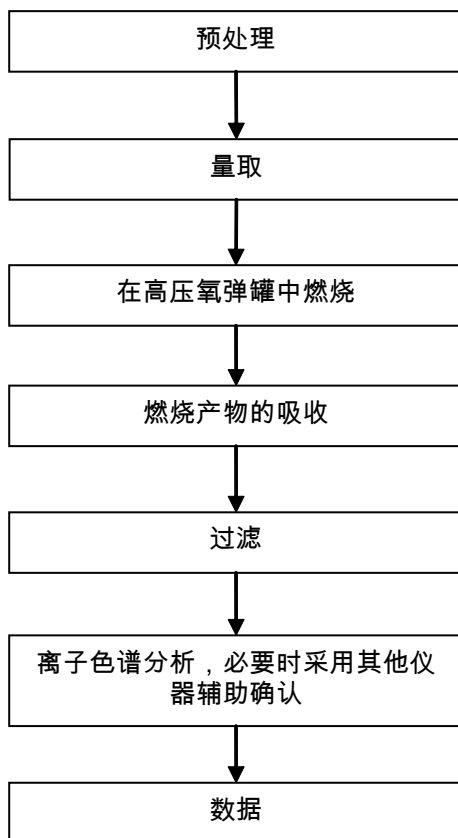 预处理
量取
在高压氧弹罐中燃烧
燃烧产物的吸收
过滤
离子色谱分析，必要时采用其他仪
器辅助确认
数据